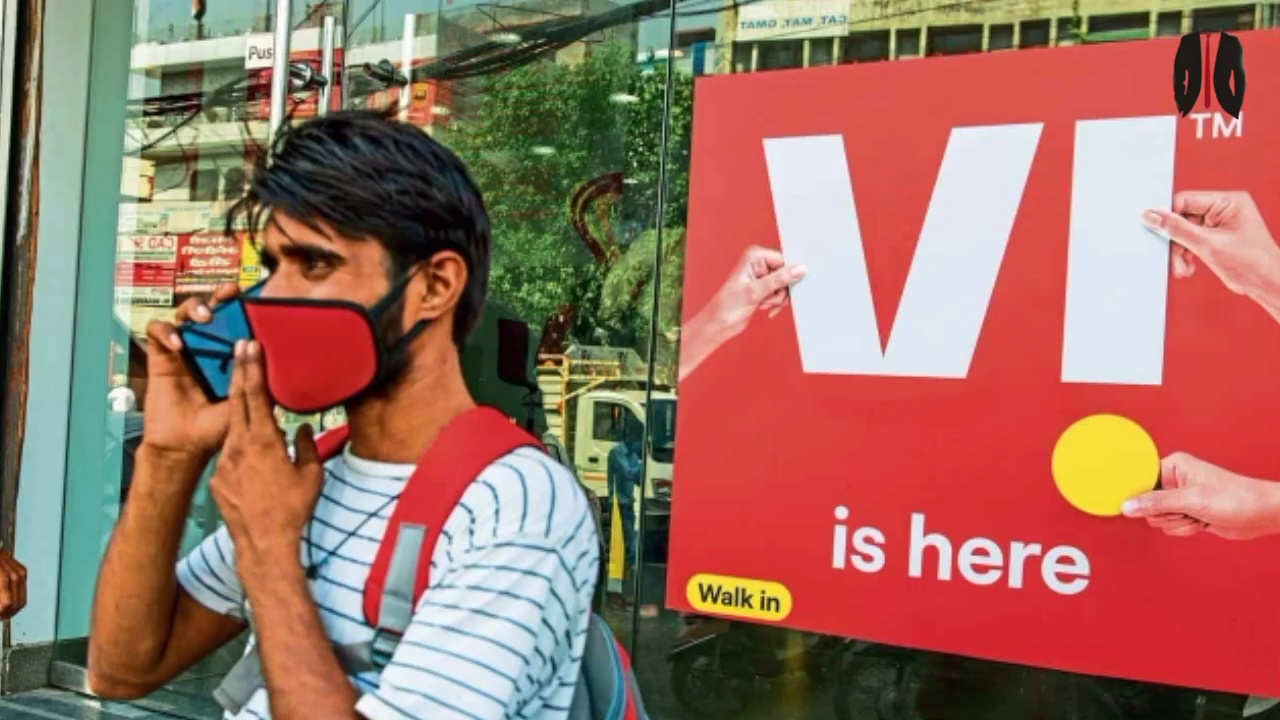 Pus
CAT, MAT, GMAT
VI
TM
is here
Walk in